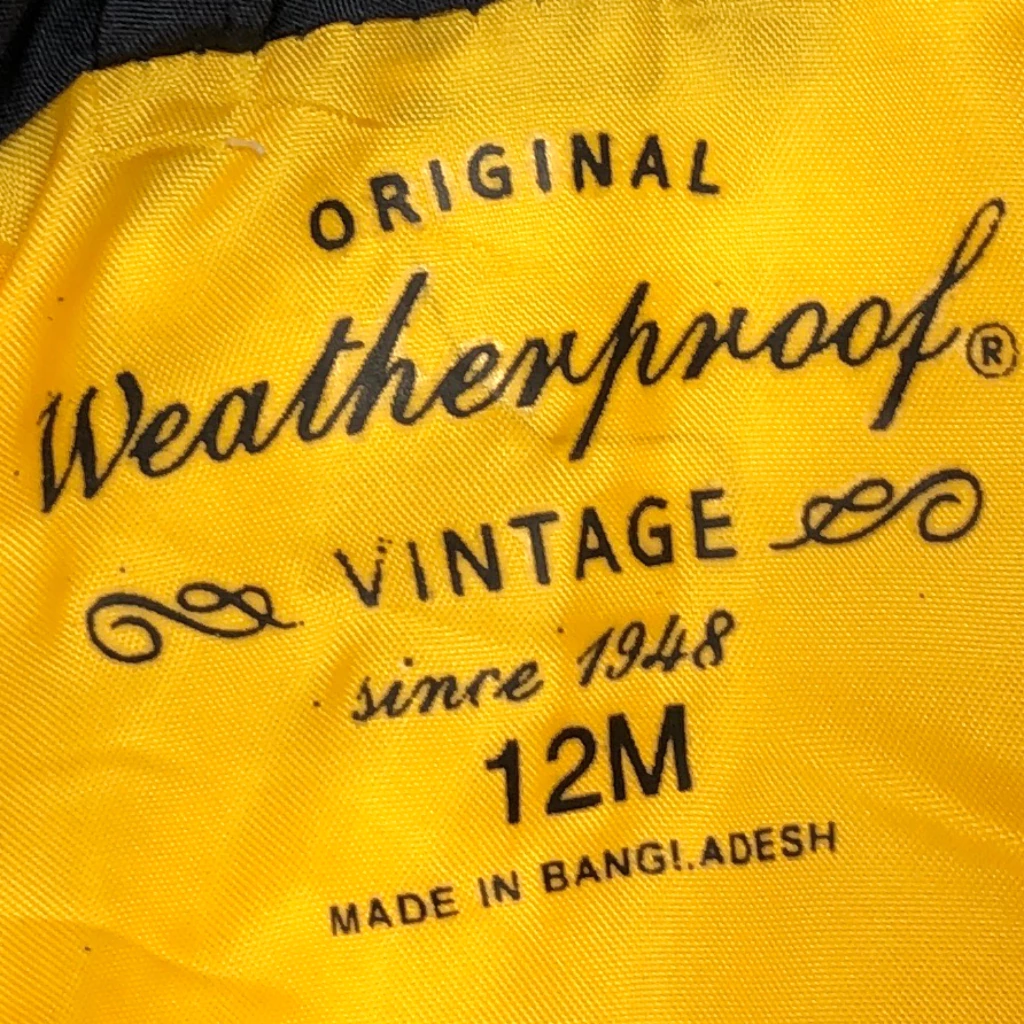 ORIGINAL
Weatherproof®
VINTAGE
since 1948
12M
MADE IN BANGLADESH